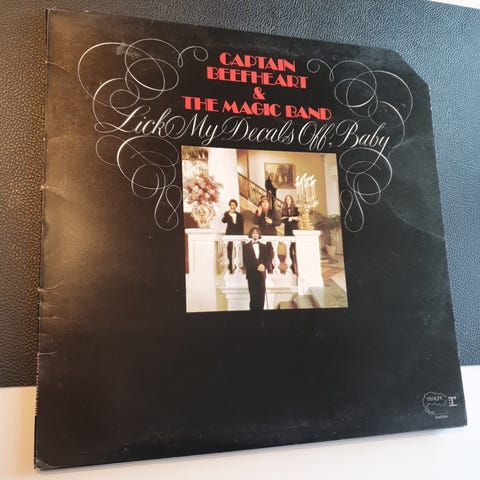 CAPTAIN
BEEFHEART
&
THE MAGIC BAND
Lick My Decals Off, Baby